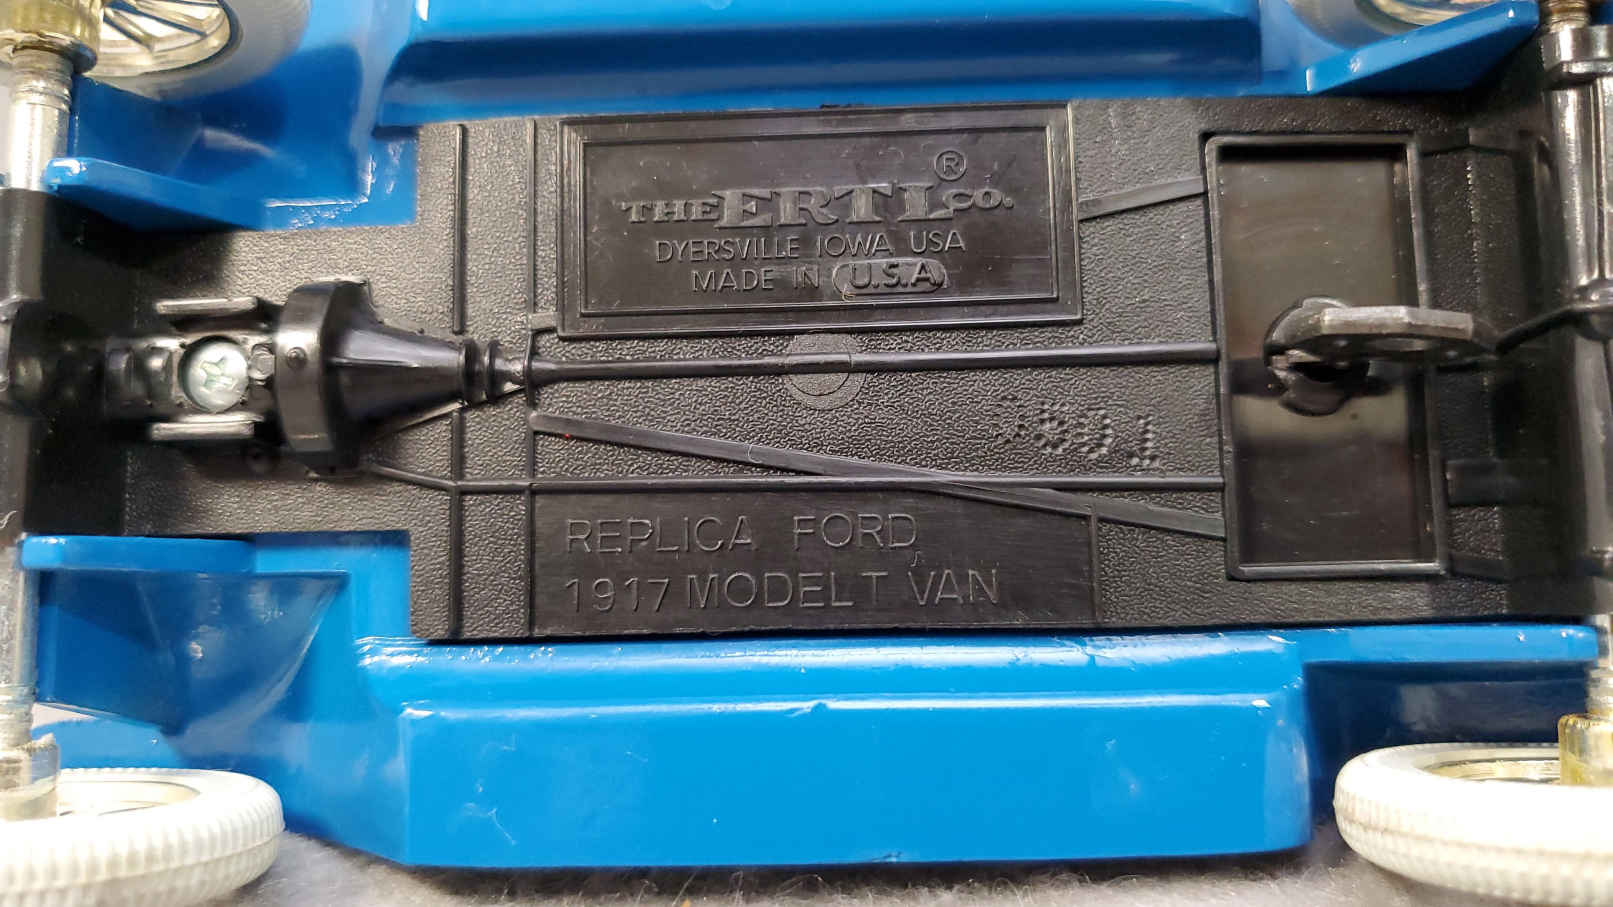 ®
THE ERTL CO.
DYERSVILLE IOWA USA
MADE IN U.S.A.
REPLICA FORD
1917 MODEL T VAN